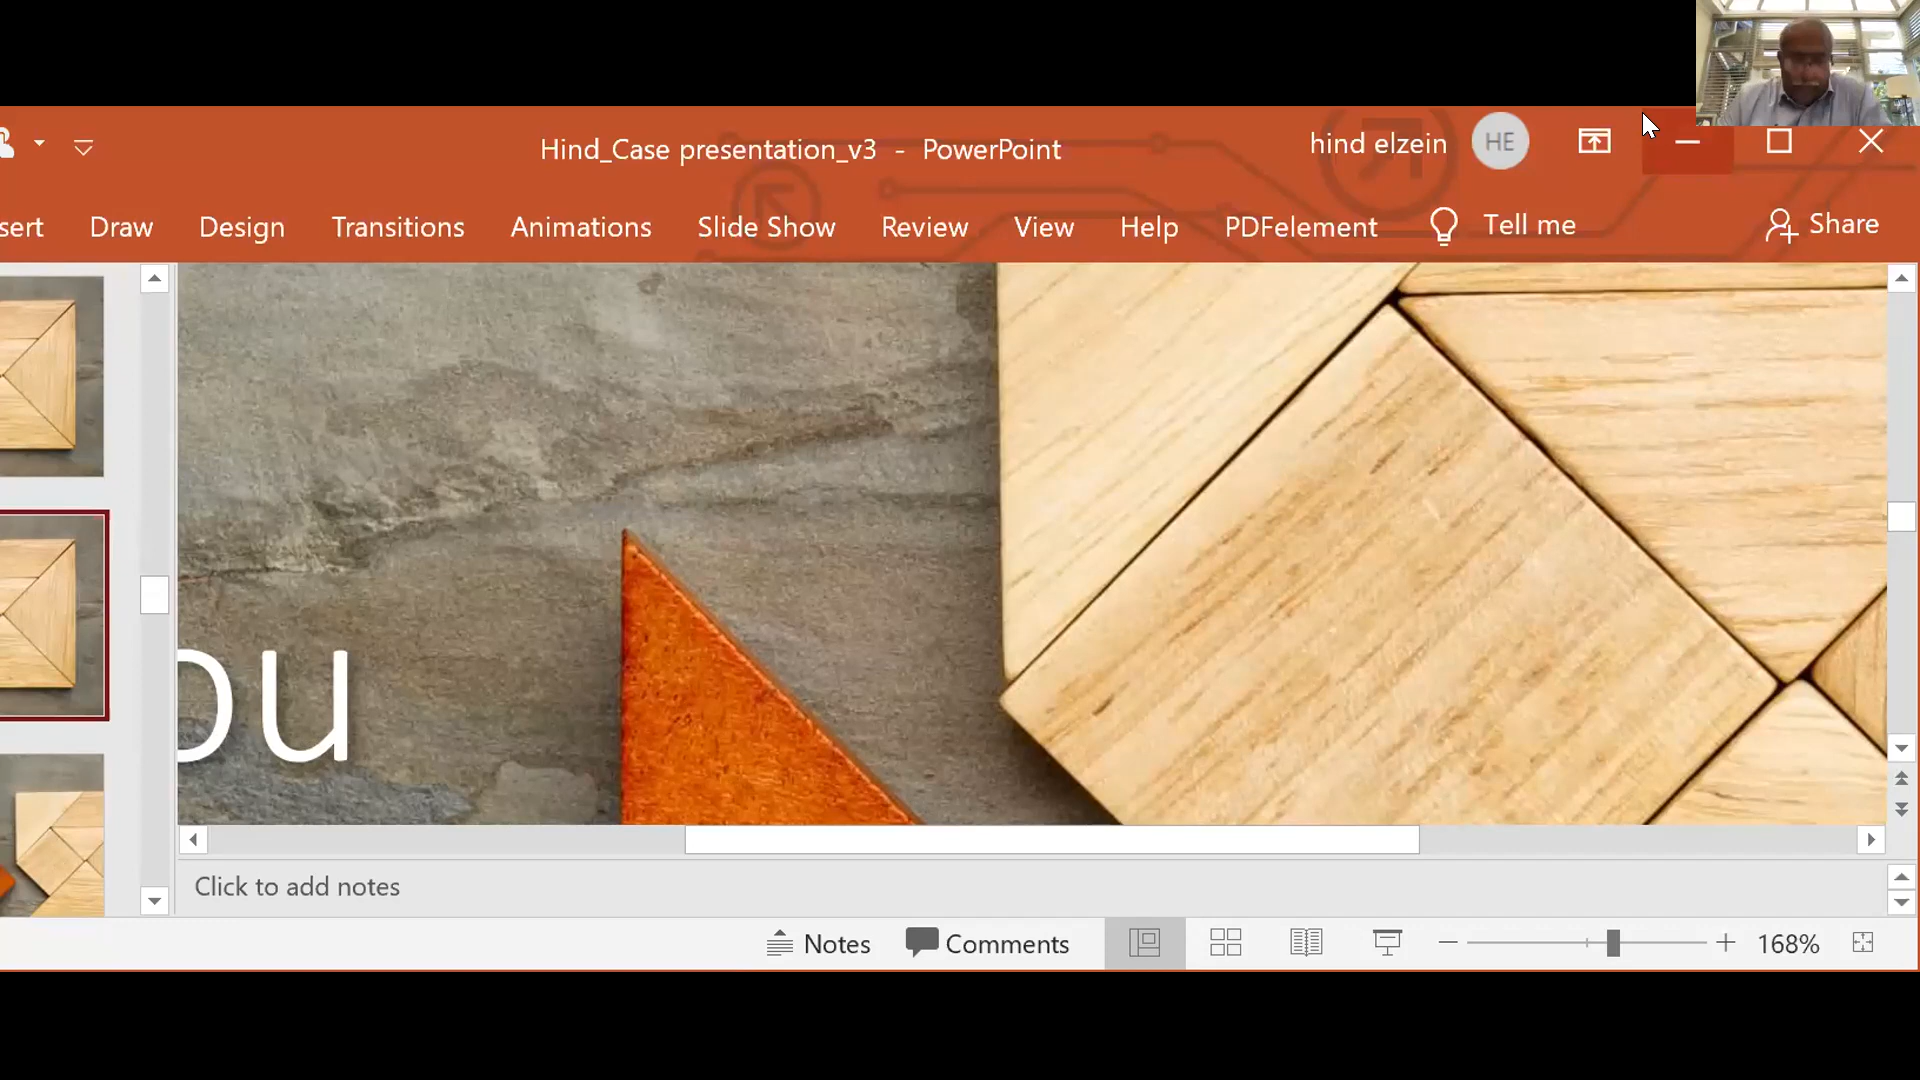 Hind_Case presentation_v3 - PowerPoint
hind elzein
HE
sert
Draw
Design
Transitions
Animations
Slide Show
Review
View
Help
PDFelement
Tell me
Share
ou
Click to add notes
Notes
Comments
168%